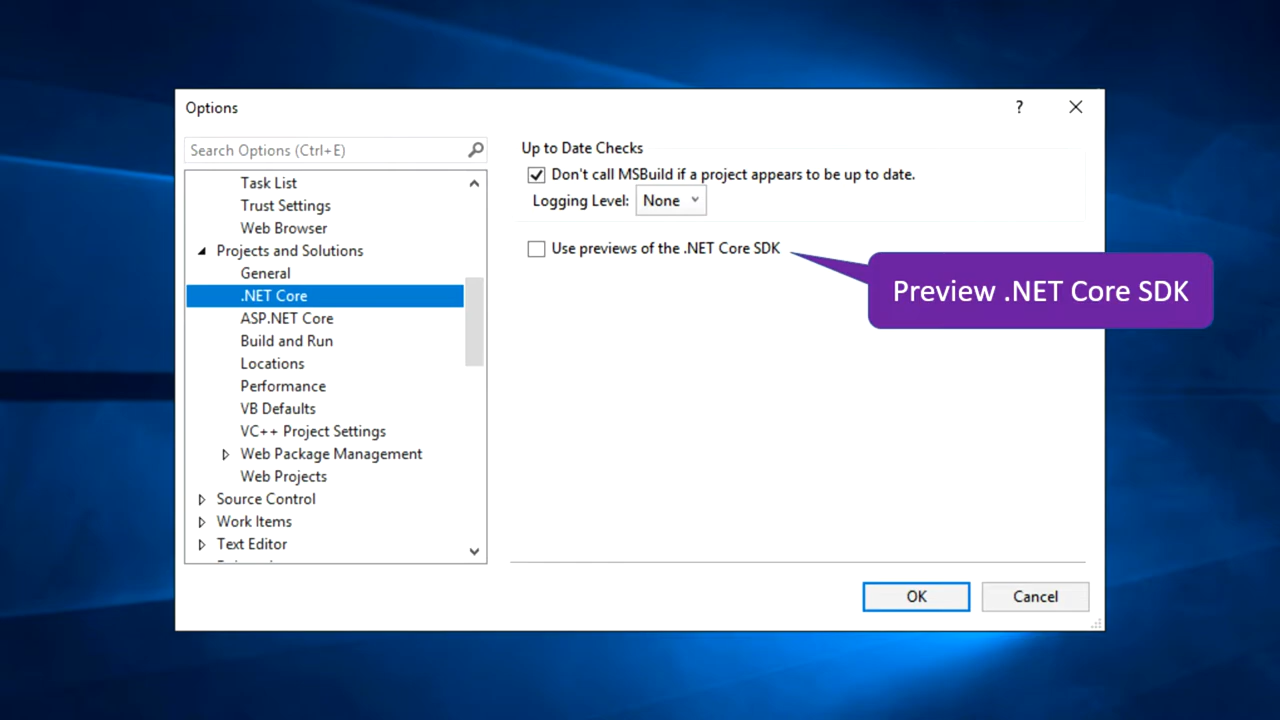 Options
?
Search Options (Ctrl+E)
Task List
Trust Settings
Web Browser
Projects and Solutions
General
.NET Core
ASP.NET Core
Build and Run
Locations
Performance
VB Defaults
VC++ Project Settings
Web Package Management
Web Projects
Source Control
Work Items
Text Editor
Up to Date Checks
Don't call MSBuild if a project appears to be up to date.
Logging Level: None
Use previews of the .NET Core SDK
Preview .NET Core SDK
OK
Cancel